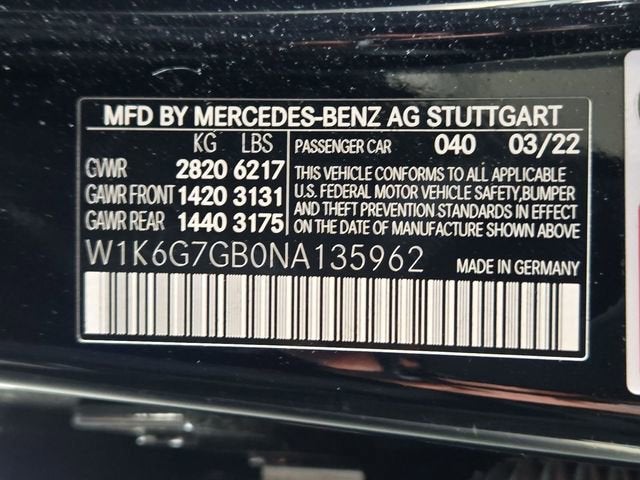 MFD BY MERCEDES-BENZ AG STUTTGART
KG LBS
GVWR 2820 6217
GAWR FRONT 1420 3131
GAWR REAR 1440 3175
PASSENGER CAR 040 03/22
THIS VEHICLE CONFORMS TO ALL APPLICABLE
U.S. FEDERAL MOTOR VEHICLE SAFETY,BUMPER
AND THEFT PREVENTION STANDARDS IN EFFECT
ON THE DATE OF MANUFACTURE SHOWN ABOVE.
W1K6G7GB0NA135962
MADE IN GERMANY